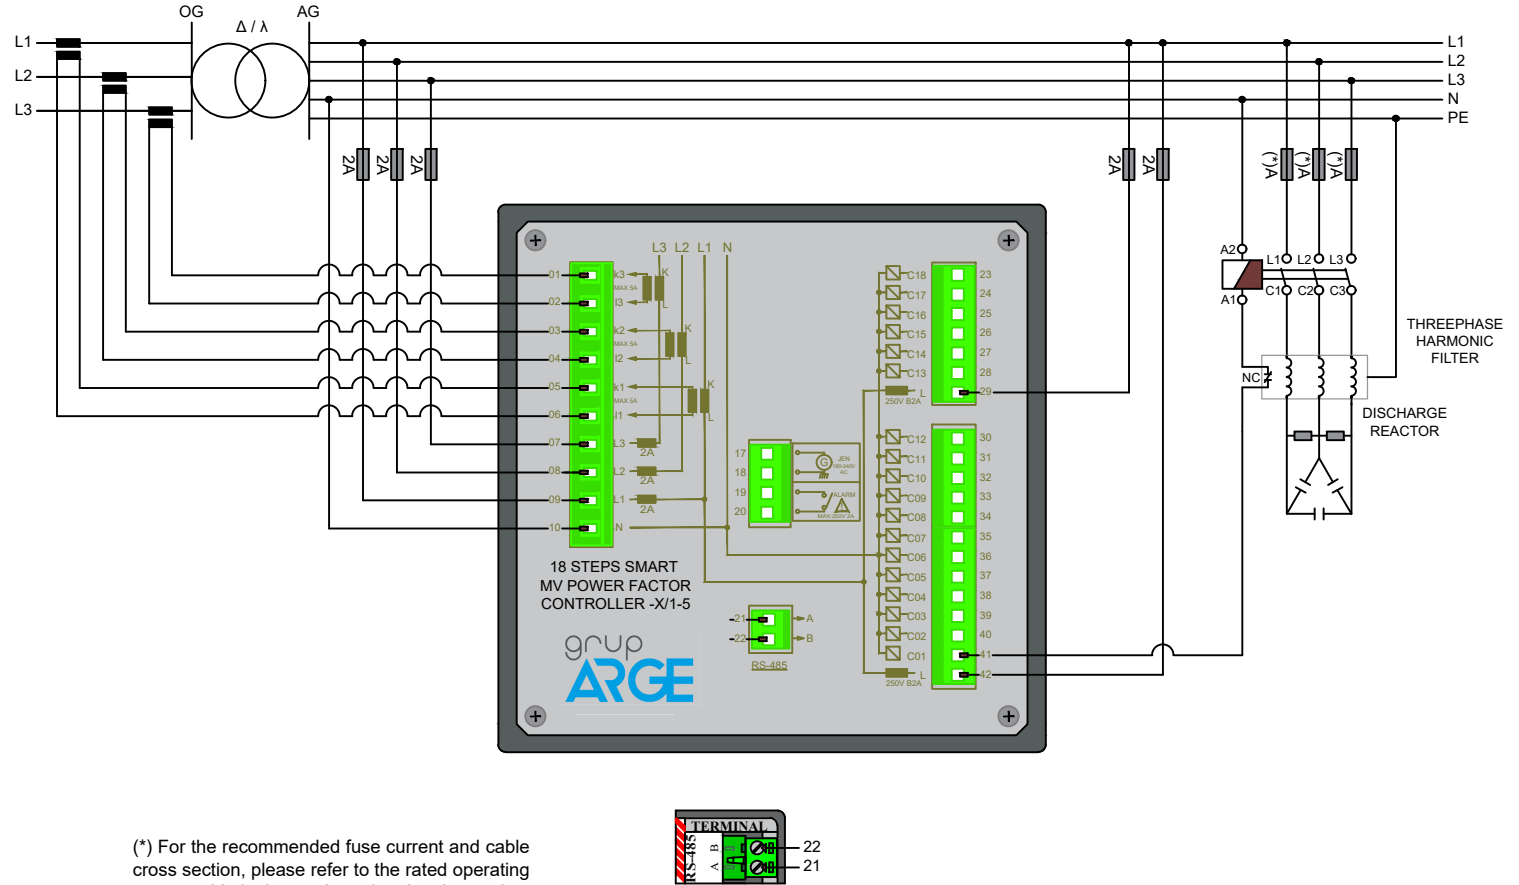 OG
AG
Δ / λ
L1
L2
L3
L1
L2
L3
N
PE
2A
2A
2A
2A
2A
(*)A
(*)A
(*)A
L3 L2 L1 N
01
02
03
04
05
06
07
08
09
10
k3
MAX 5A
l3
K
L
k2
MAX 5A
l2
K
L
k1
MAX 5A
l1
K
L
L3
2A
L2
2A
L1
2A
N
17
18
19
20
G
JEN
180-240V
AC
ALARM
MAX.250V 2A
C18
C17
C16
C15
C14
C13
L
250V B2A
23
24
25
26
27
28
29
C12
C11
C10
C09
C08
C07
C06
C05
C04
C03
C02
C01
L
250V B2A
30
31
32
33
34
35
36
37
38
39
40
41
42
18 STEPS SMART
MV POWER FACTOR
CONTROLLER -X/1-5
grup
ARGE
21
22
A
B
RS-485
A2
A1
L1 L2 L3
C1 C2 C3
NC
THREEPHASE
HARMONIC
FILTER
DISCHARGE
REACTOR
TERMINAL
RS-485
A B
22
21
(*) For the recommended fuse current and cable
cross section, please refer to the rated operating